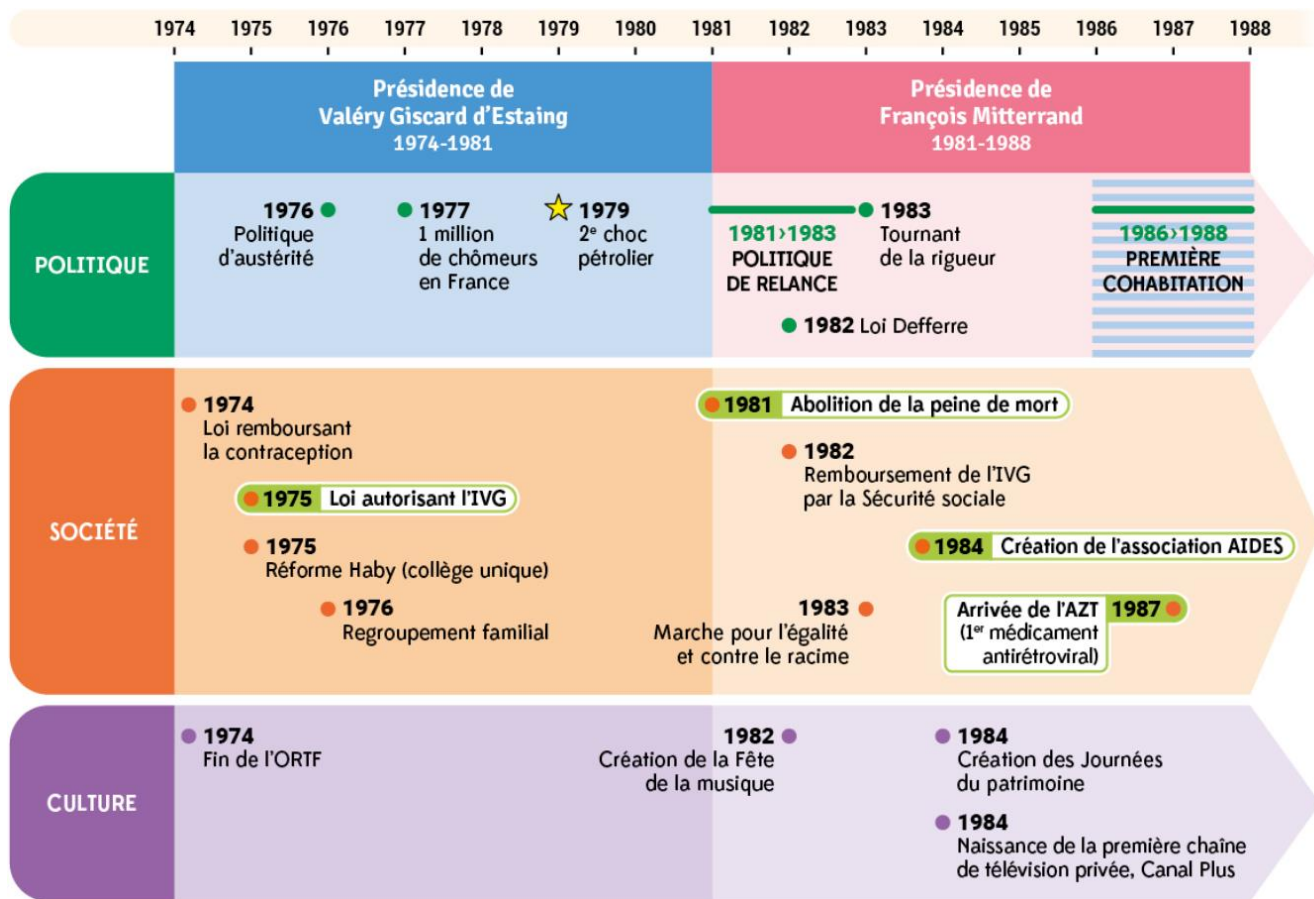 1974 1975 1976 1977 1978 1979 1980 1981 1982 1983 1984 1985 1986 1987 1988
Présidence de
Valéry Giscard d'Estaing
1974-1981
Présidence de
François Mitterrand
1981-1988
POLITIQUE
1976
Politique
d'austérité
1977
1 million
de chômeurs
en France
1979
2e choc
pétrolier
1981›1983
POLITIQUE
DE RELANCE
1983
Tournant
de la rigueur
1982 Loi Defferre
1986›1988
PREMIÈRE
COHABITATION
SOCIÉTÉ
1974
Loi remboursant
la contraception
1975 Loi autorisant l'IVG
1975
Réforme Haby (collège unique)
1976
Regroupement familial
1981 Abolition de la peine de mort
1982
Remboursement de l'IVG
par la Sécurité sociale
1984 Création de l'association AIDES
1983
Marche pour l'égalité
et contre le racime
Arrivée de l'AZT 1987
(1er médicament
antirétroviral)
CULTURE
1974
Fin de l'ORTF
1982
Création de la Fête
de la musique
1984
Création des Journées
du patrimoine
1984
Naissance de la première chaîne
de télévision privée, Canal Plus